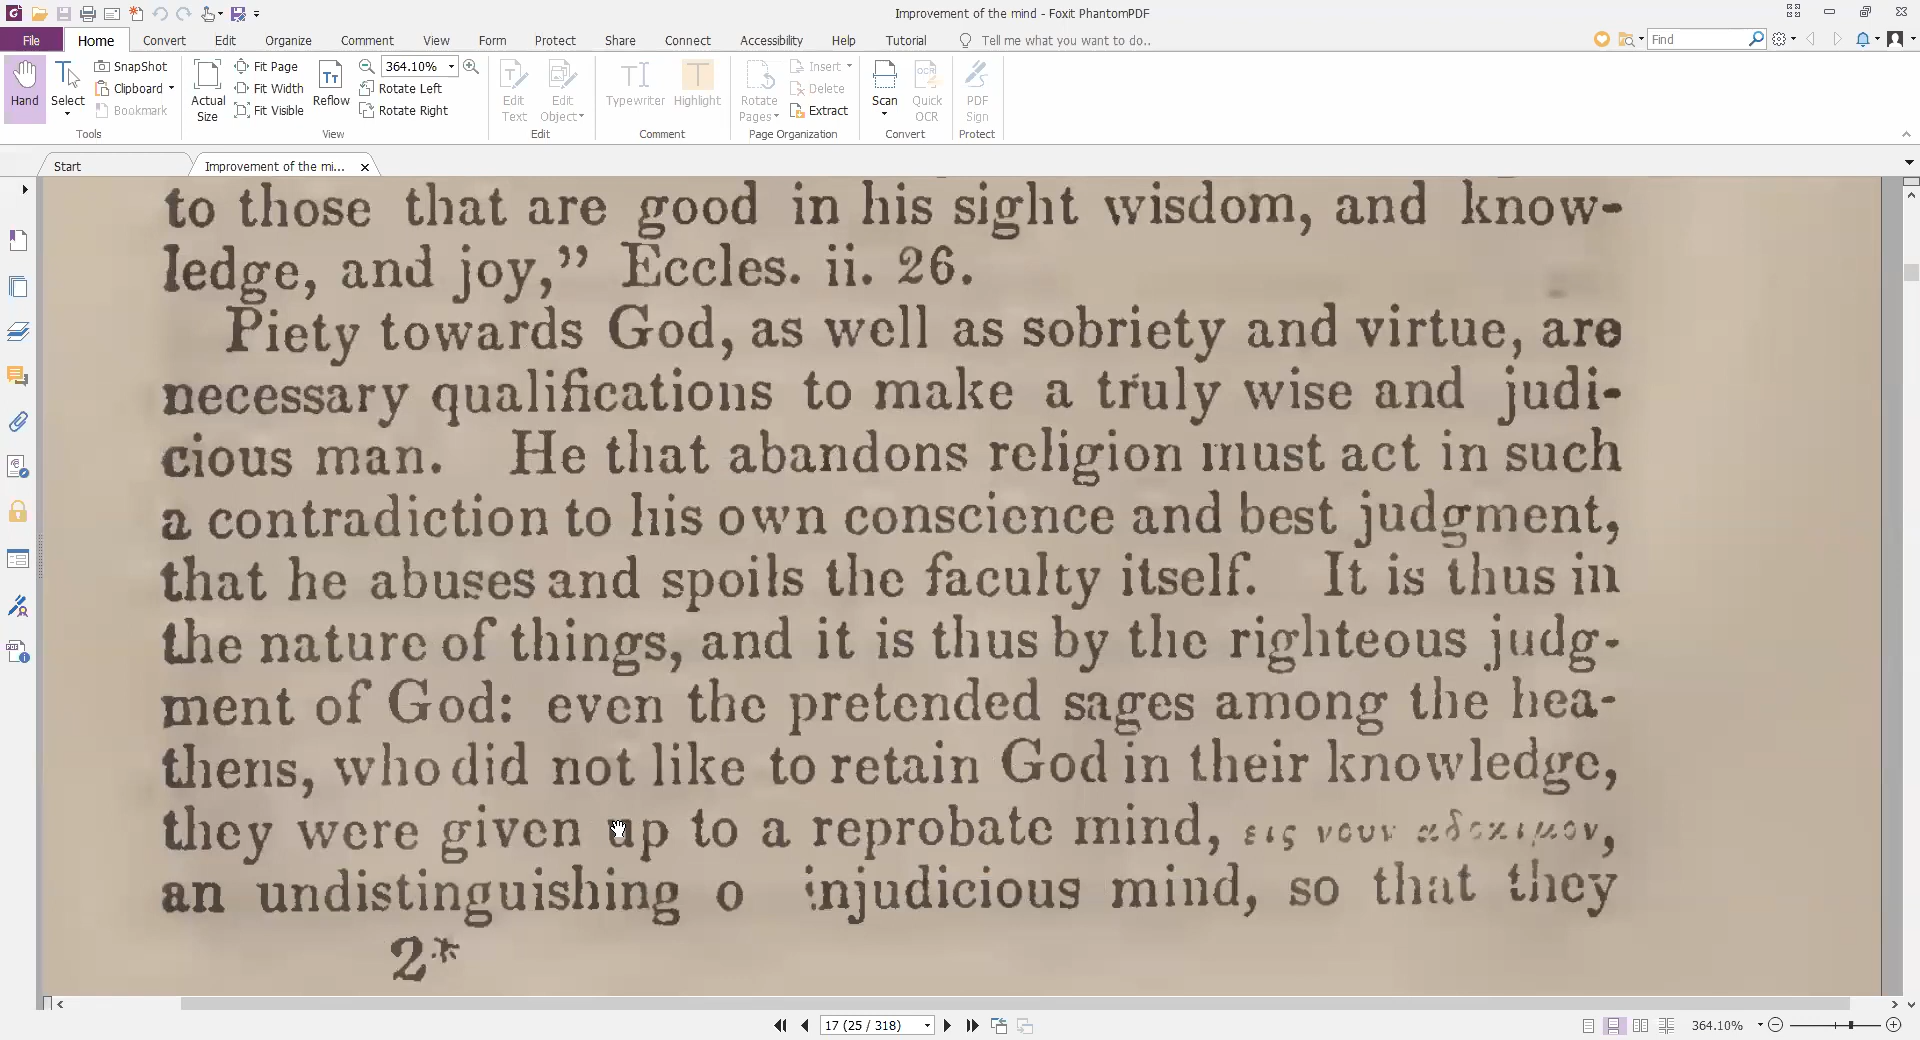 Improvement of the mind - Foxit PhantomPDF
File Home Convert Edit Organize Comment View Form Protect Share Connect Accessibility Help Tutorial Tell me what you want to do.. Find
Hand Select SnapShot Clipboard Bookmark Actual Size Fit Page Fit Width Fit Visible Reflow 364.10% Rotate Left Rotate Right Edit Text Edit Object Typewriter Highlight Rotate Pages Insert Delete Extract Scan Quick OCR PDF Sign
Tools View Edit Comment Page Organization Convert Protect
Start Improvement of the mi...
to those that are good in his sight wisdom, and know-
ledge, and joy,” Eccles. ii. 26.
Piety towards God, as well as sobriety and virtue, are
necessary qualifications to make a truly wise and judi-
cious man. He that abandons religion must act in such
a contradiction to his own conscience and best judgment,
that he abuses and spoils the faculty itself. It is thus in
the nature of things, and it is thus by the righteous judg-
ment of God: even the pretended sages among the hea-
thens, who did not like to retain God in their knowledge,
they were given up to a reprobate mind, εις νουν αδοκιμον,
an undistinguishing o injudicious mind, so that they
2*
17 (25 / 318) 364.10%